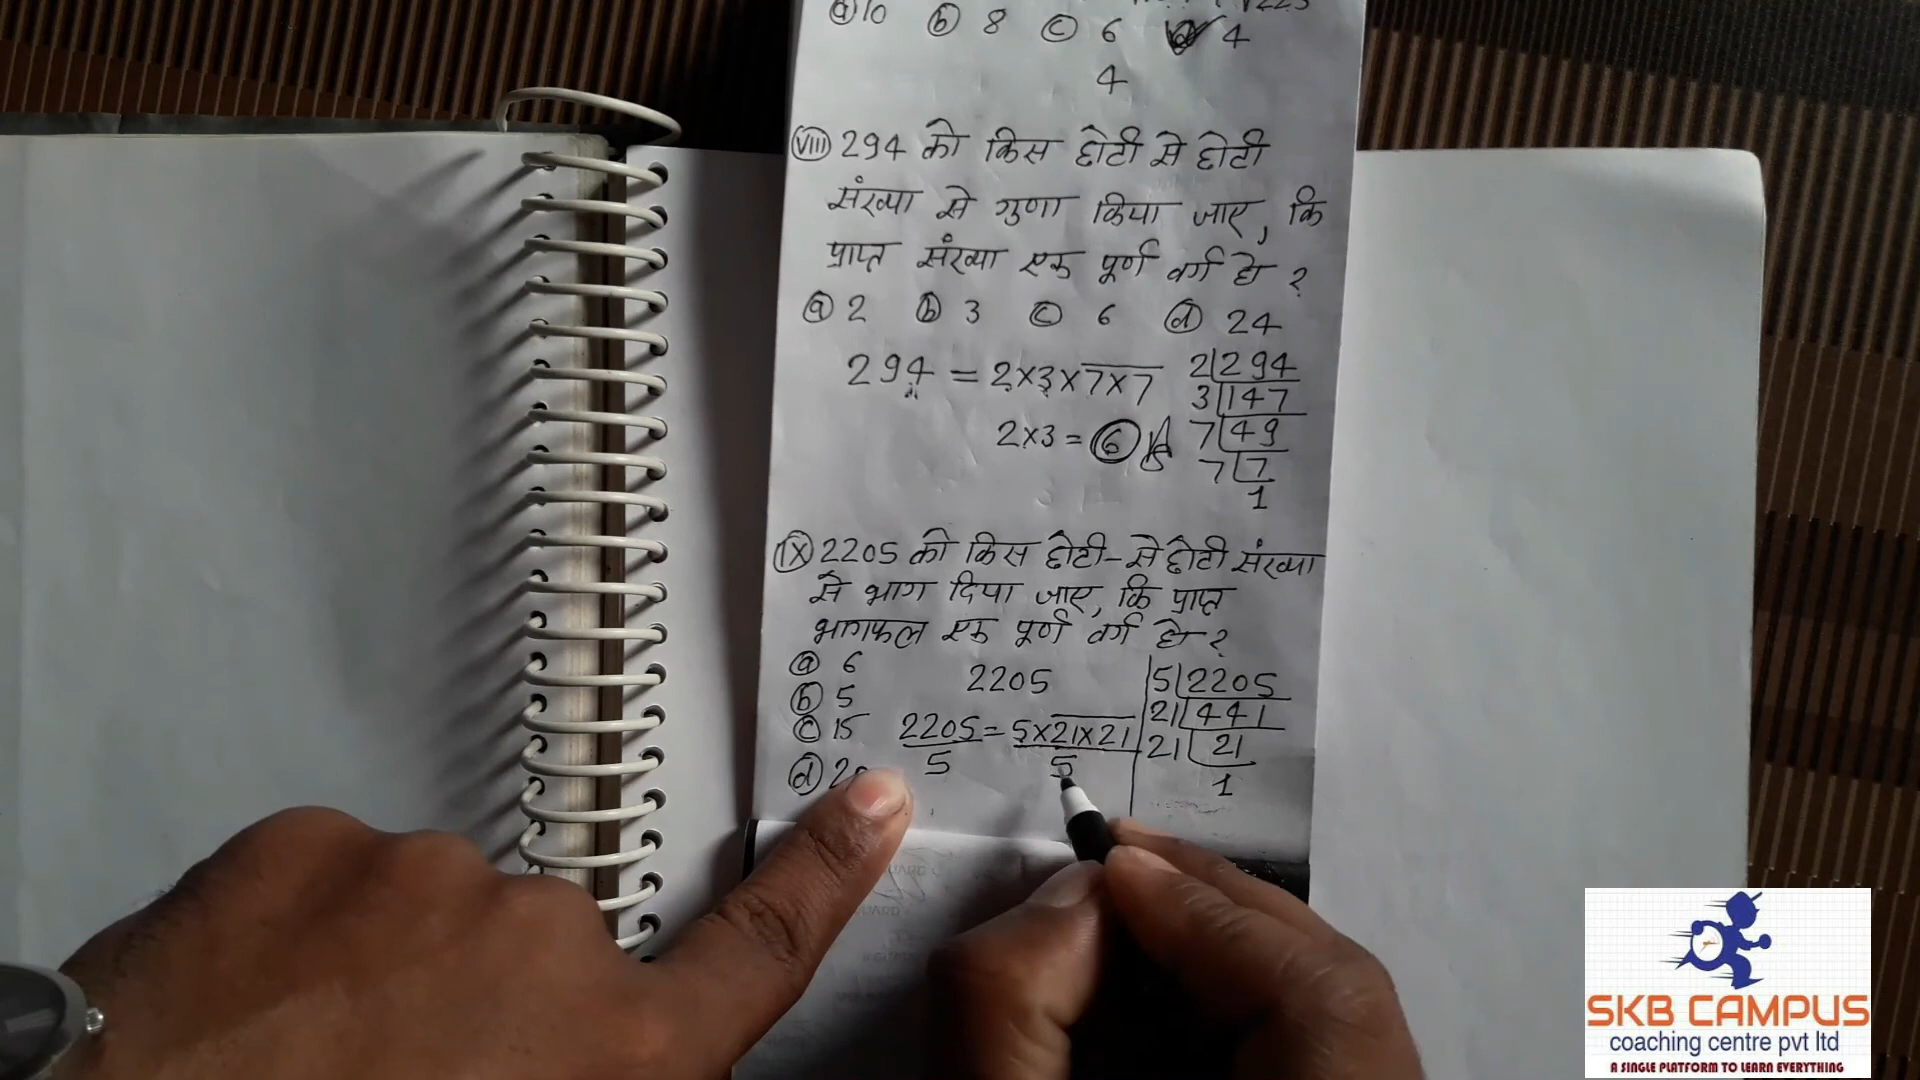 ⓐ 10 ⓑ 8 ⓒ 6 ⓓ 4
4
(VIII) 294 को किस छोटी से छोटी
संख्या से गुणा किया जाए, कि
प्राप्त संख्या एक पूर्ण वर्ग हो ?
ⓐ 2 ⓑ 3 ⓒ 6 ⓓ 24
294 = 2×3×7×7
2×3 = 6
2|294
3|147
7|49
7|7
1
(IX) 2205 को किस छोटी-से छोटी संख्या
से भाग दिया जाए, कि प्राप्त
भागफल एक पूर्ण वर्ग हो ?
ⓐ 6
ⓑ 5
ⓒ 15
ⓓ
2205
2205/5 = 5×21×21/5
5|2205
21|441
21|21
1
SKB CAMPUS
coaching centre pvt ltd
A SINGLE PLATFORM TO LEARN EVERYTHING